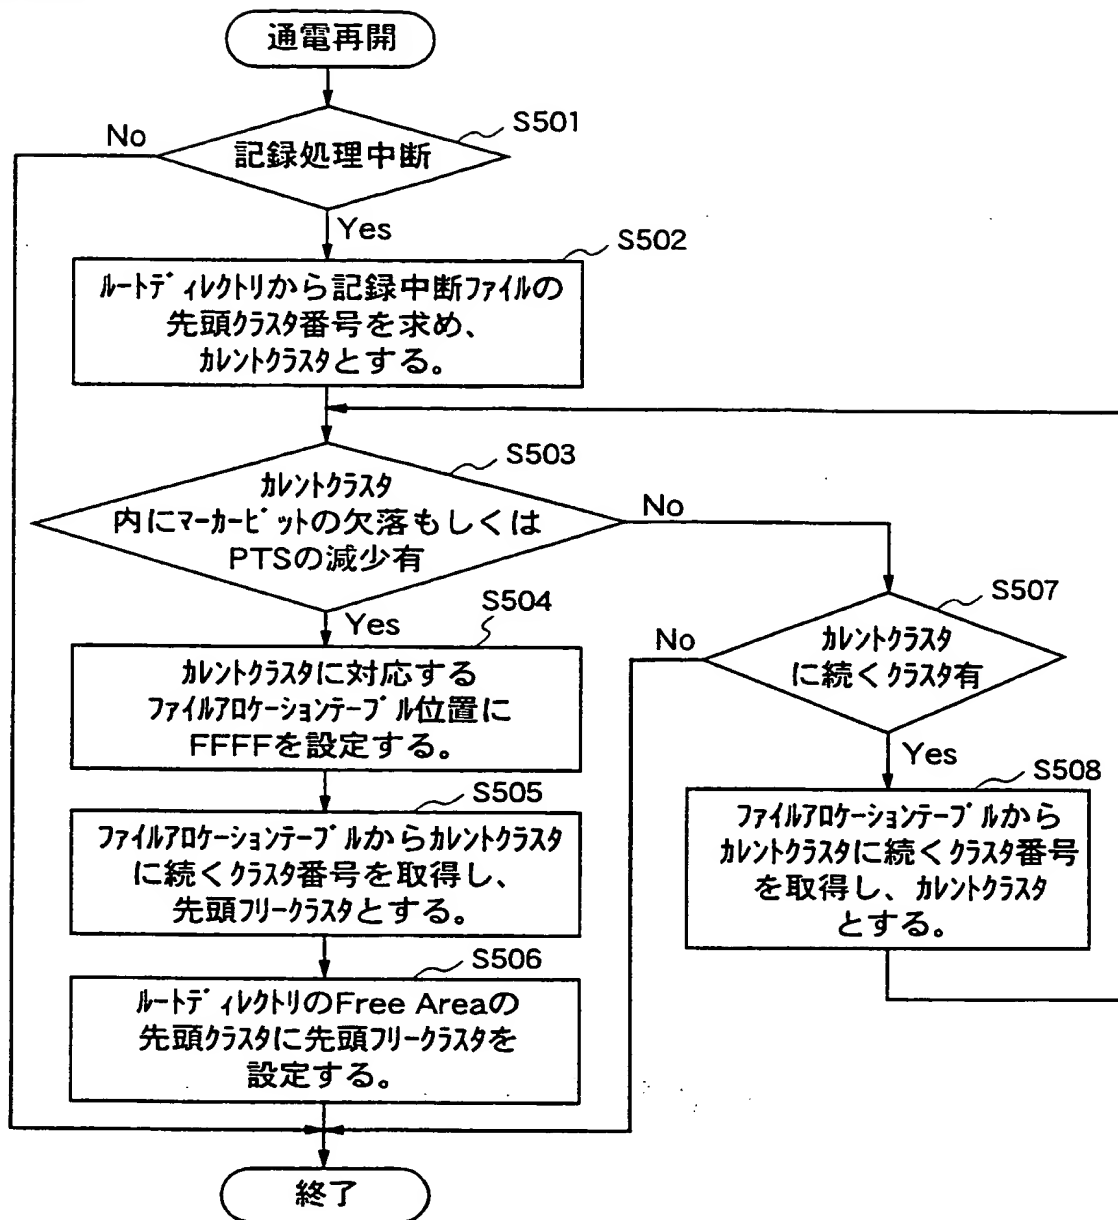 通電再開
No
S501
記録処理中断
Yes
S502
ﾙｰﾄﾃﾞｨﾚｸﾄﾘから記録中断ﾌｧｲﾙの
先頭ｸﾗｽﾀ番号を求め、
ｶﾚﾝﾄｸﾗｽﾀとする。
S503
ｶﾚﾝﾄｸﾗｽﾀ
内にﾏｰｶｰﾋﾞｯﾄの欠落もしくは
PTSの減少有
No
Yes
S504
ｶﾚﾝﾄｸﾗｽﾀに対応する
ﾌｧｲﾙｱﾛｹｰｼｮﾝﾃｰﾌﾞﾙ位置に
FFFFを設定する。
S505
ﾌｧｲﾙｱﾛｹｰｼｮﾝﾃｰﾌﾞﾙからｶﾚﾝﾄｸﾗｽﾀ
に続くｸﾗｽﾀ番号を取得し、
先頭ﾌﾘｰｸﾗｽﾀとする。
S506
ﾙｰﾄﾃﾞｨﾚｸﾄﾘのFree Areaの
先頭ｸﾗｽﾀに先頭ﾌﾘｰｸﾗｽﾀを
設定する。
S507
No
ｶﾚﾝﾄｸﾗｽﾀ
に続くｸﾗｽﾀ有
Yes
S508
ﾌｧｲﾙｱﾛｹｰｼｮﾝﾃｰﾌﾞﾙから
ｶﾚﾝﾄｸﾗｽﾀに続くｸﾗｽﾀ番号
を取得し、ｶﾚﾝﾄｸﾗｽﾀ
とする。
終了